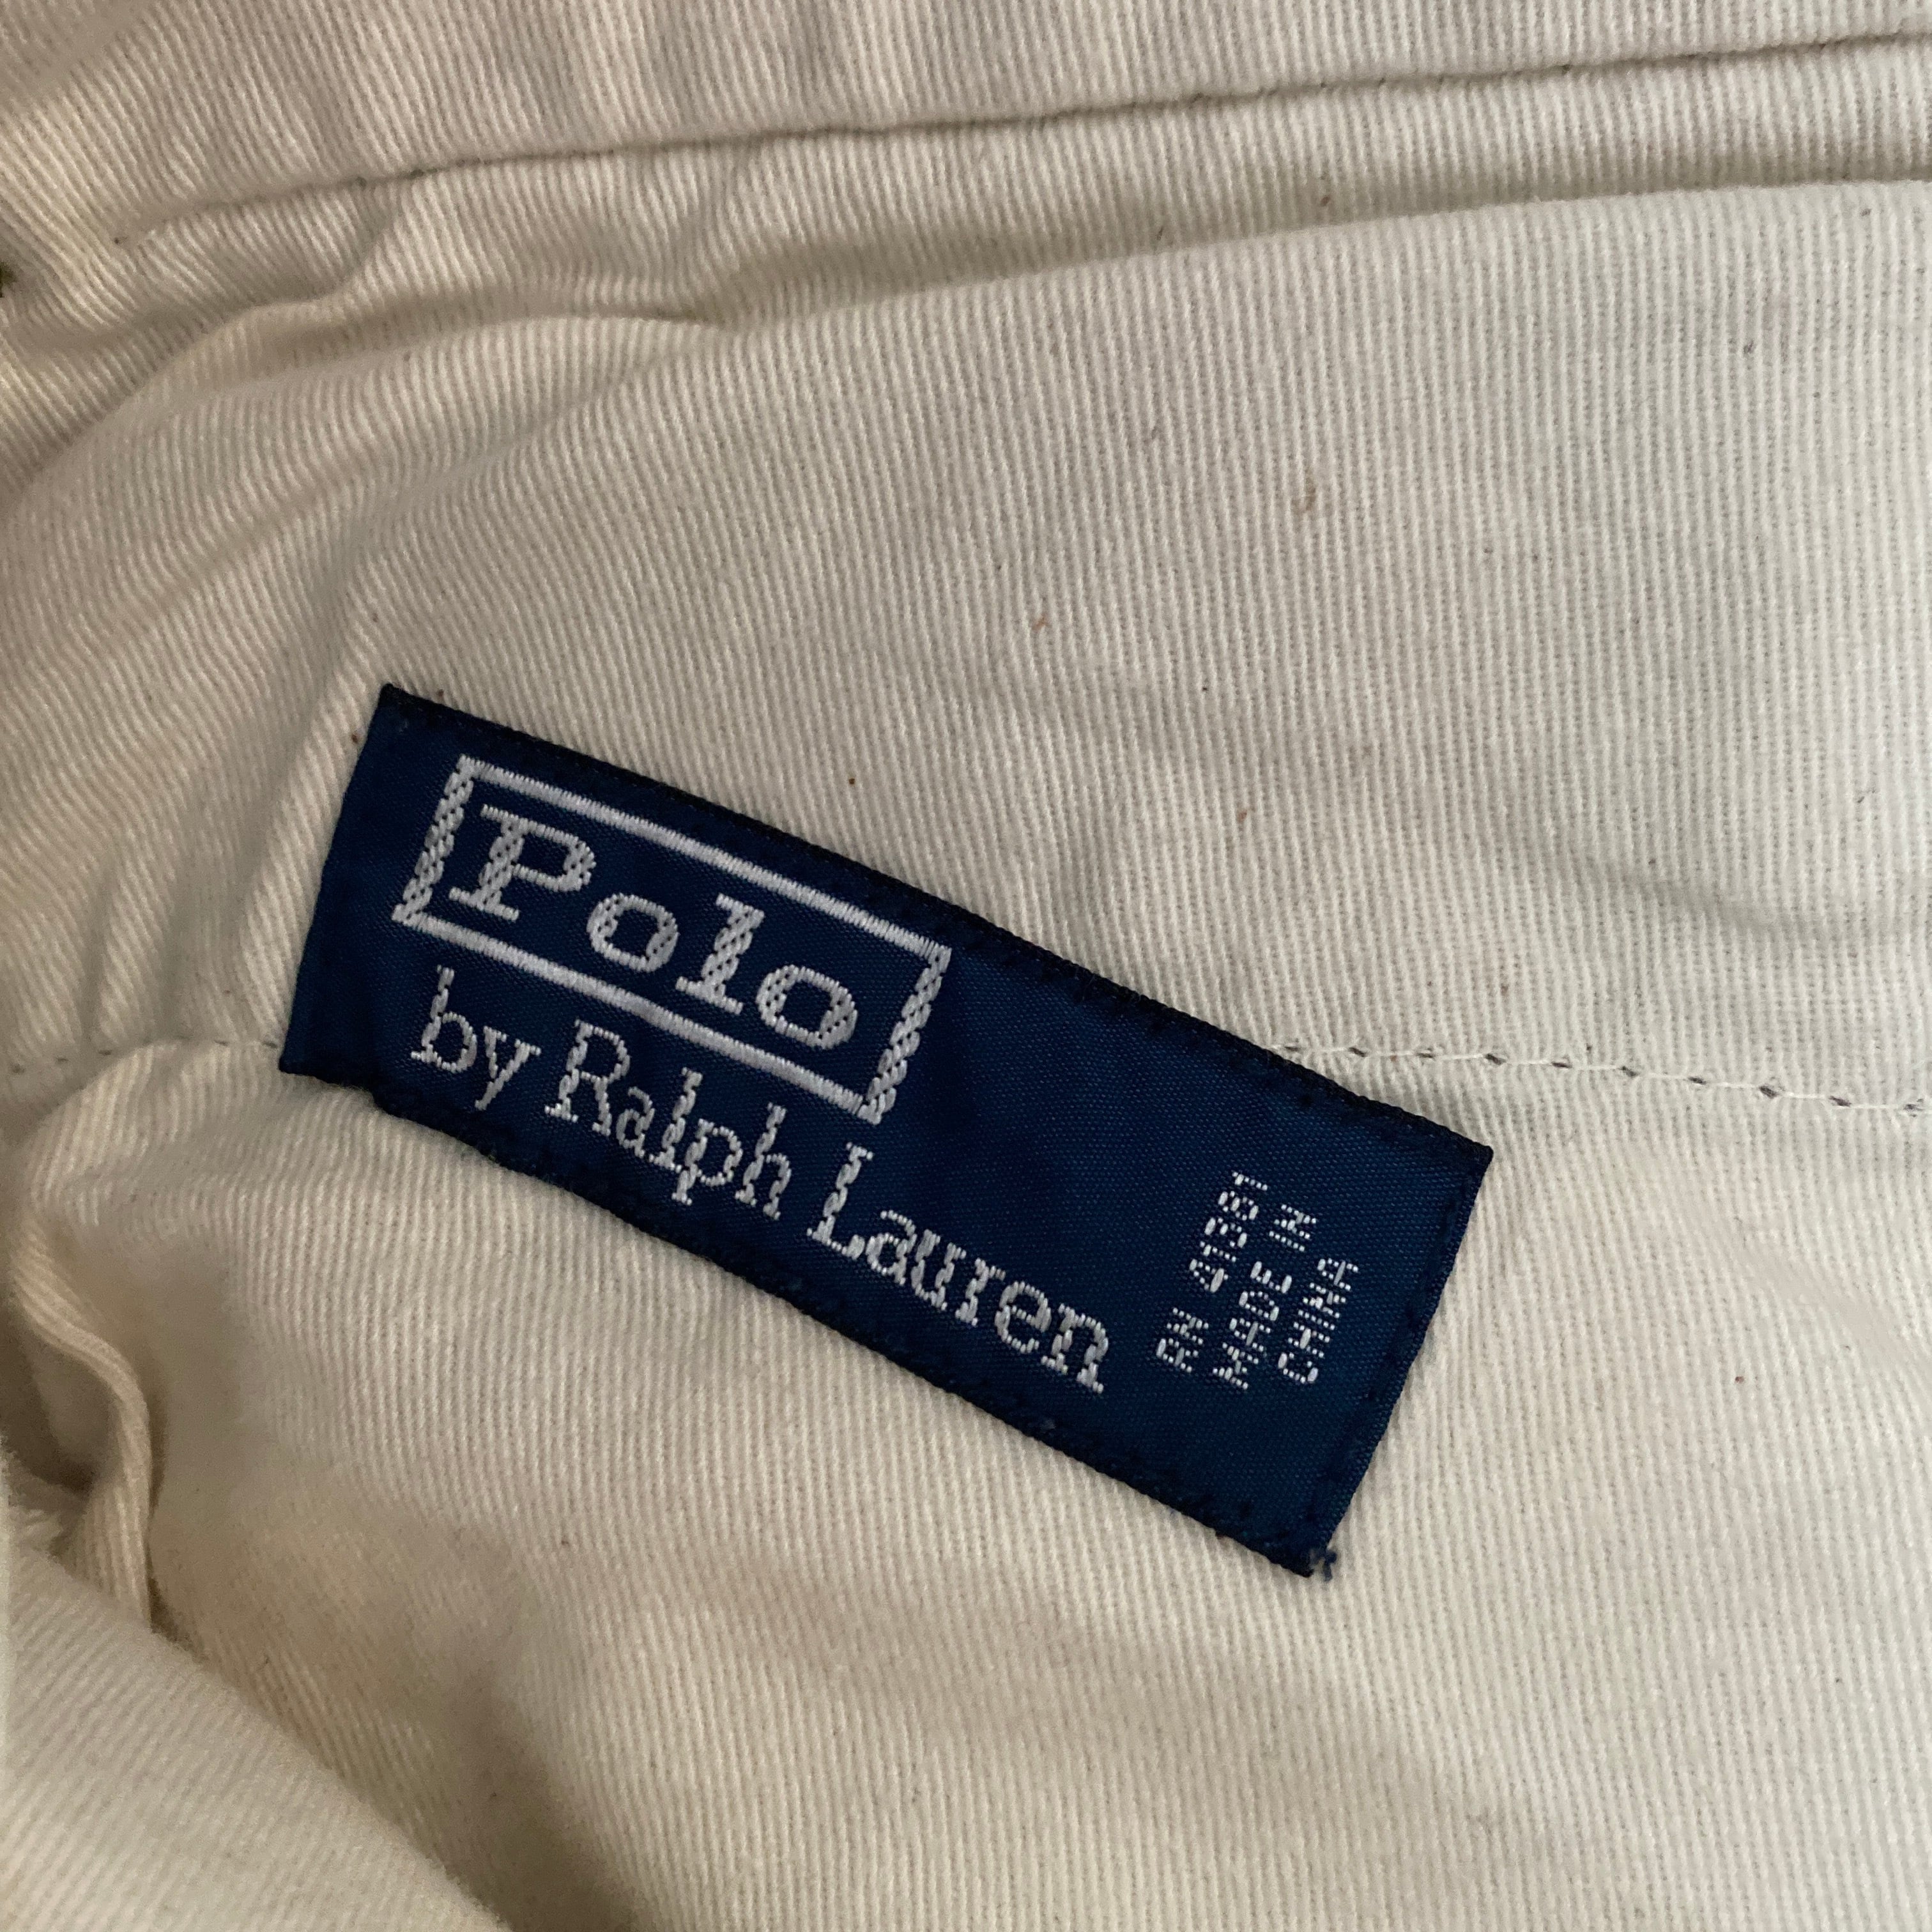 Polo
by Ralph Lauren
RN 41381
MADE IN
CHINA